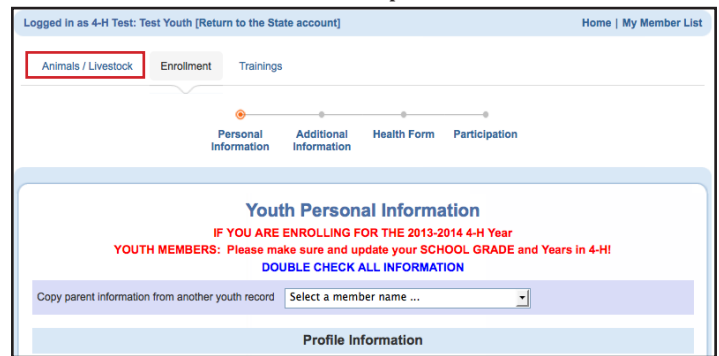 Logged in as 4-H Test: Test Youth [Return to the State account] Home | My Member List
Animals / Livestock Enrollment Trainings
Personal Information Additional Information Health Form Participation
Youth Personal Information
IF YOU ARE ENROLLING FOR THE 2013-2014 4-H Year
YOUTH MEMBERS: Please make sure and update your SCHOOL GRADE and Years in 4-H!
DOUBLE CHECK ALL INFORMATION
Copy parent information from another youth record Select a member name ...
Profile Information